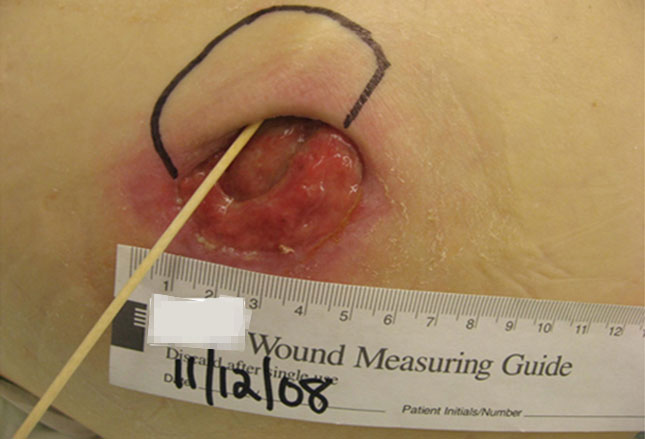 1 2 3 4 5 6 7 8 9 10 11 12
Wound Measuring Guide
Discard after single use
Date 11/12/08
Patient Initials/Number